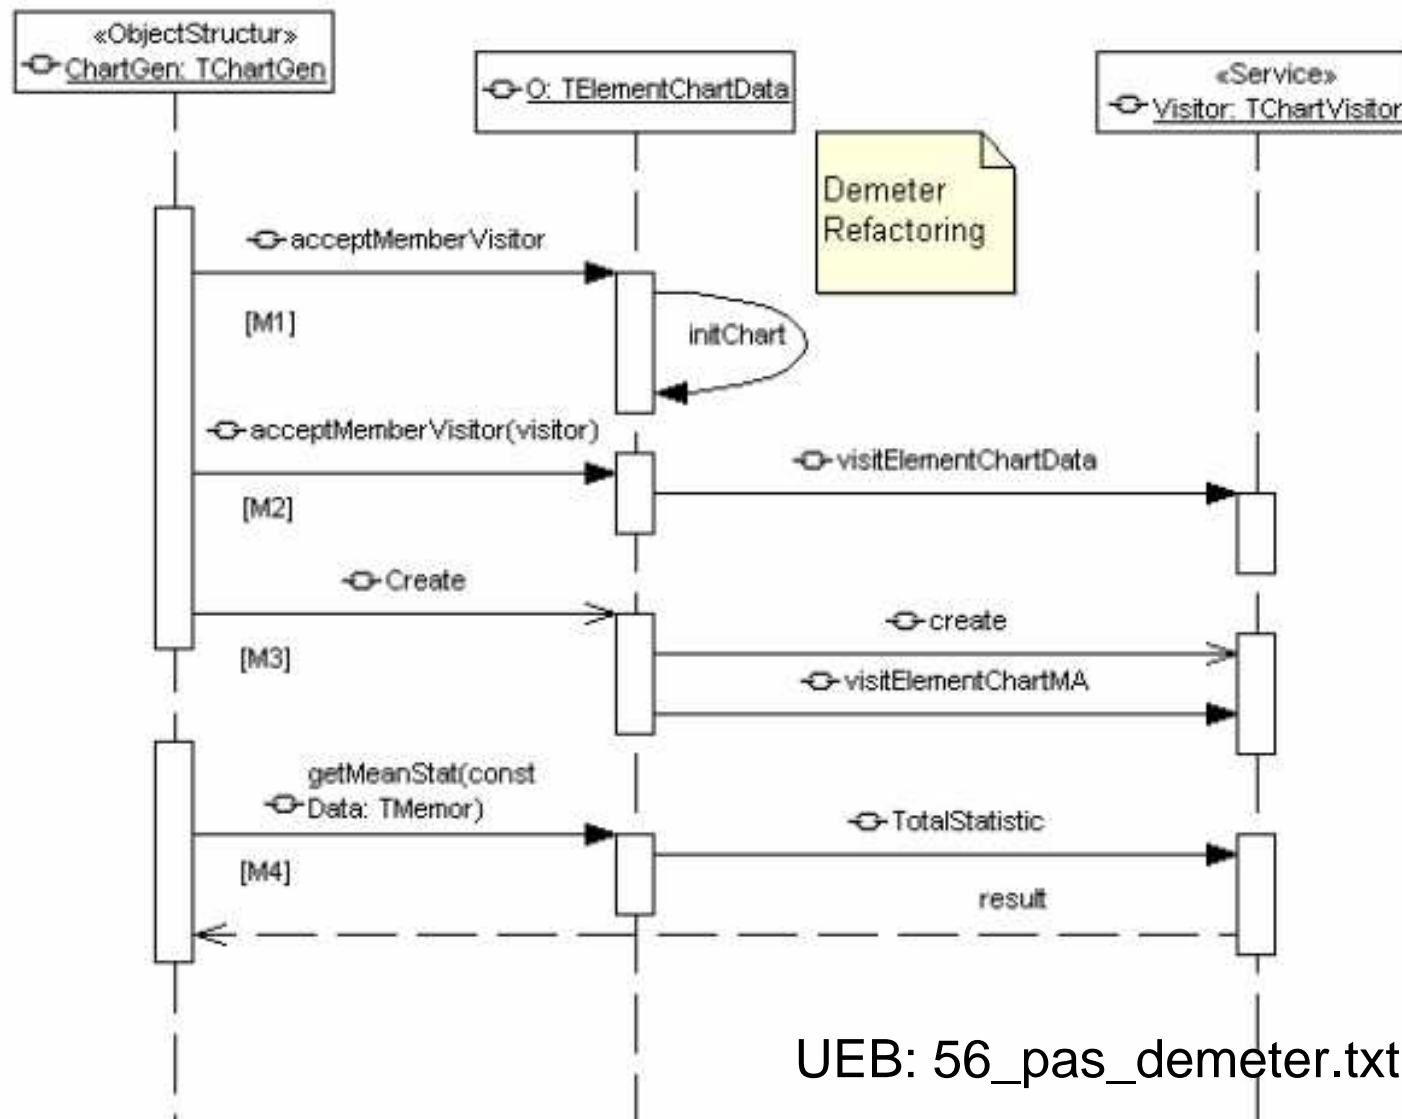 «ObjectStructur»
ChartGen: TChartGen
O: TElementChartData
«Service»
Visitor: TChartVisitor
Demeter
Refactoring
acceptMemberVisitor
[M1]
initChart
acceptMemberVisitor(visitor)
visitElementChartData
[M2]
Create
create
[M3]
visitElementChartMA
getMeanStat(const
Data: TMemor)
TotalStatistic
[M4]
result
UEB: 56_pas_demeter.txt